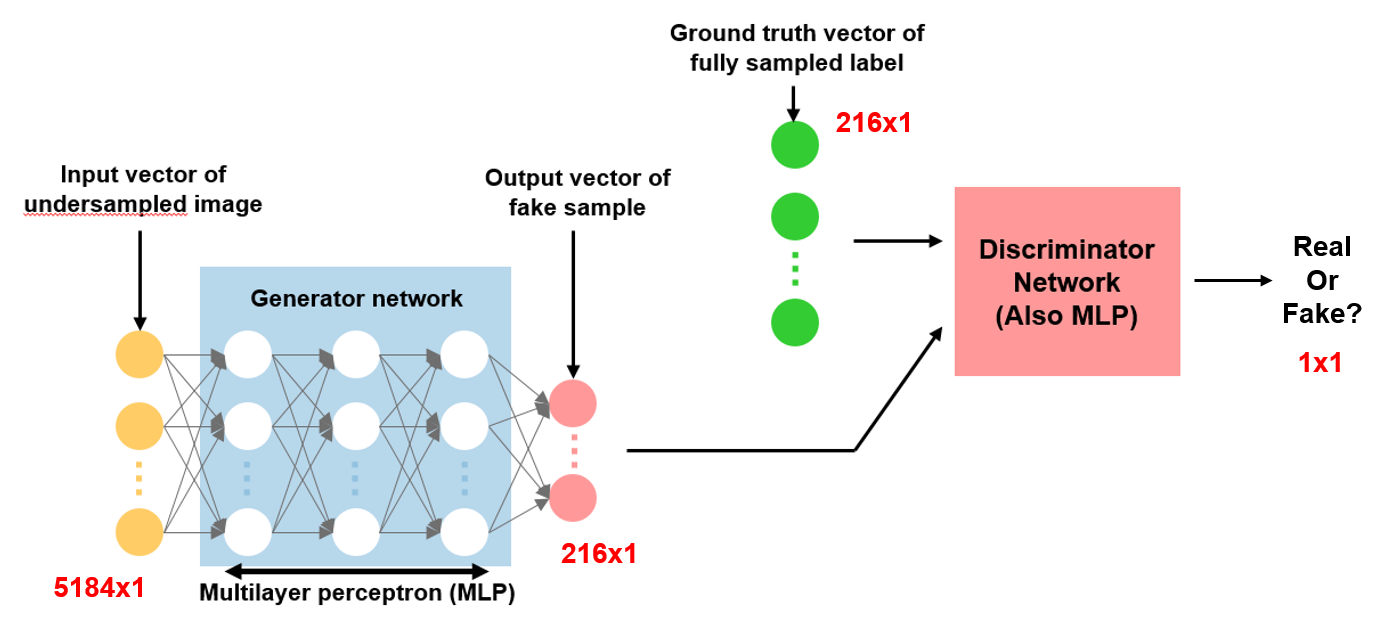 Ground truth vector of
fully sampled label
216x1
Input vector of
undersampled image
Output vector of
fake sample
Generator network
Discriminator
Network
(Also MLP)
Real
Or
Fake?
1x1
5184x1
216x1
Multilayer perceptron (MLP)